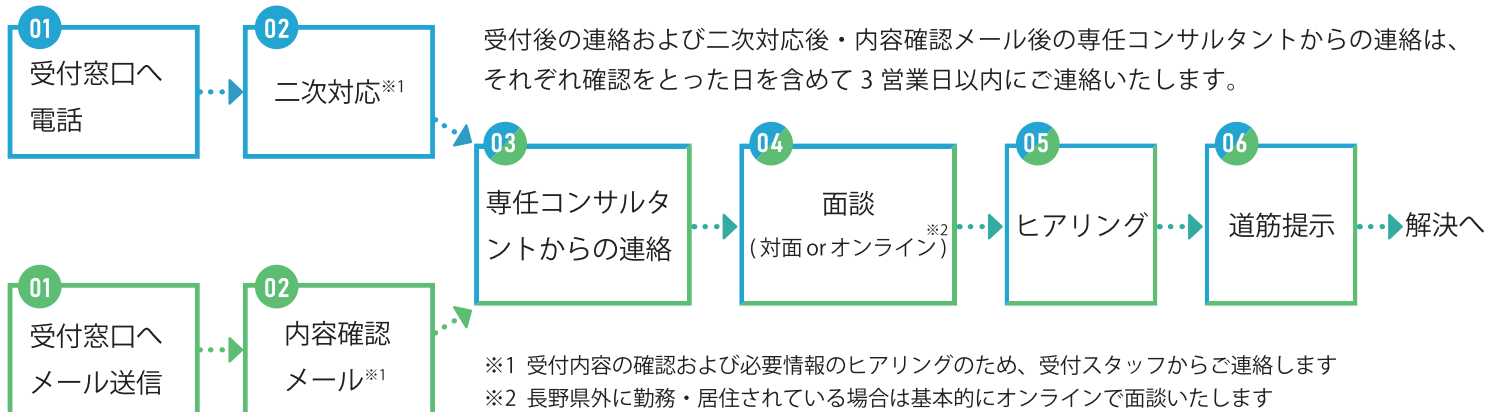 01
受付窓口へ
電話
02
二次対応※1
受付後の連絡および二次対応後・内容確認メール後の専任コンサルタントからの連絡は、
それぞれ確認をとった日を含めて 3 営業日以内にご連絡いたします。
01
受付窓口へ
メール送信
02
内容確認
メール※1
03
専任コンサルタ
ントからの連絡
04
面談
(対面 or オンライン)※2
05
ヒアリング
06
道筋提示
解決へ
※1 受付内容の確認および必要情報のヒアリングのため、受付スタッフからご連絡します
※2 長野県外に勤務・居住されている場合は基本的にオンラインで面談いたします